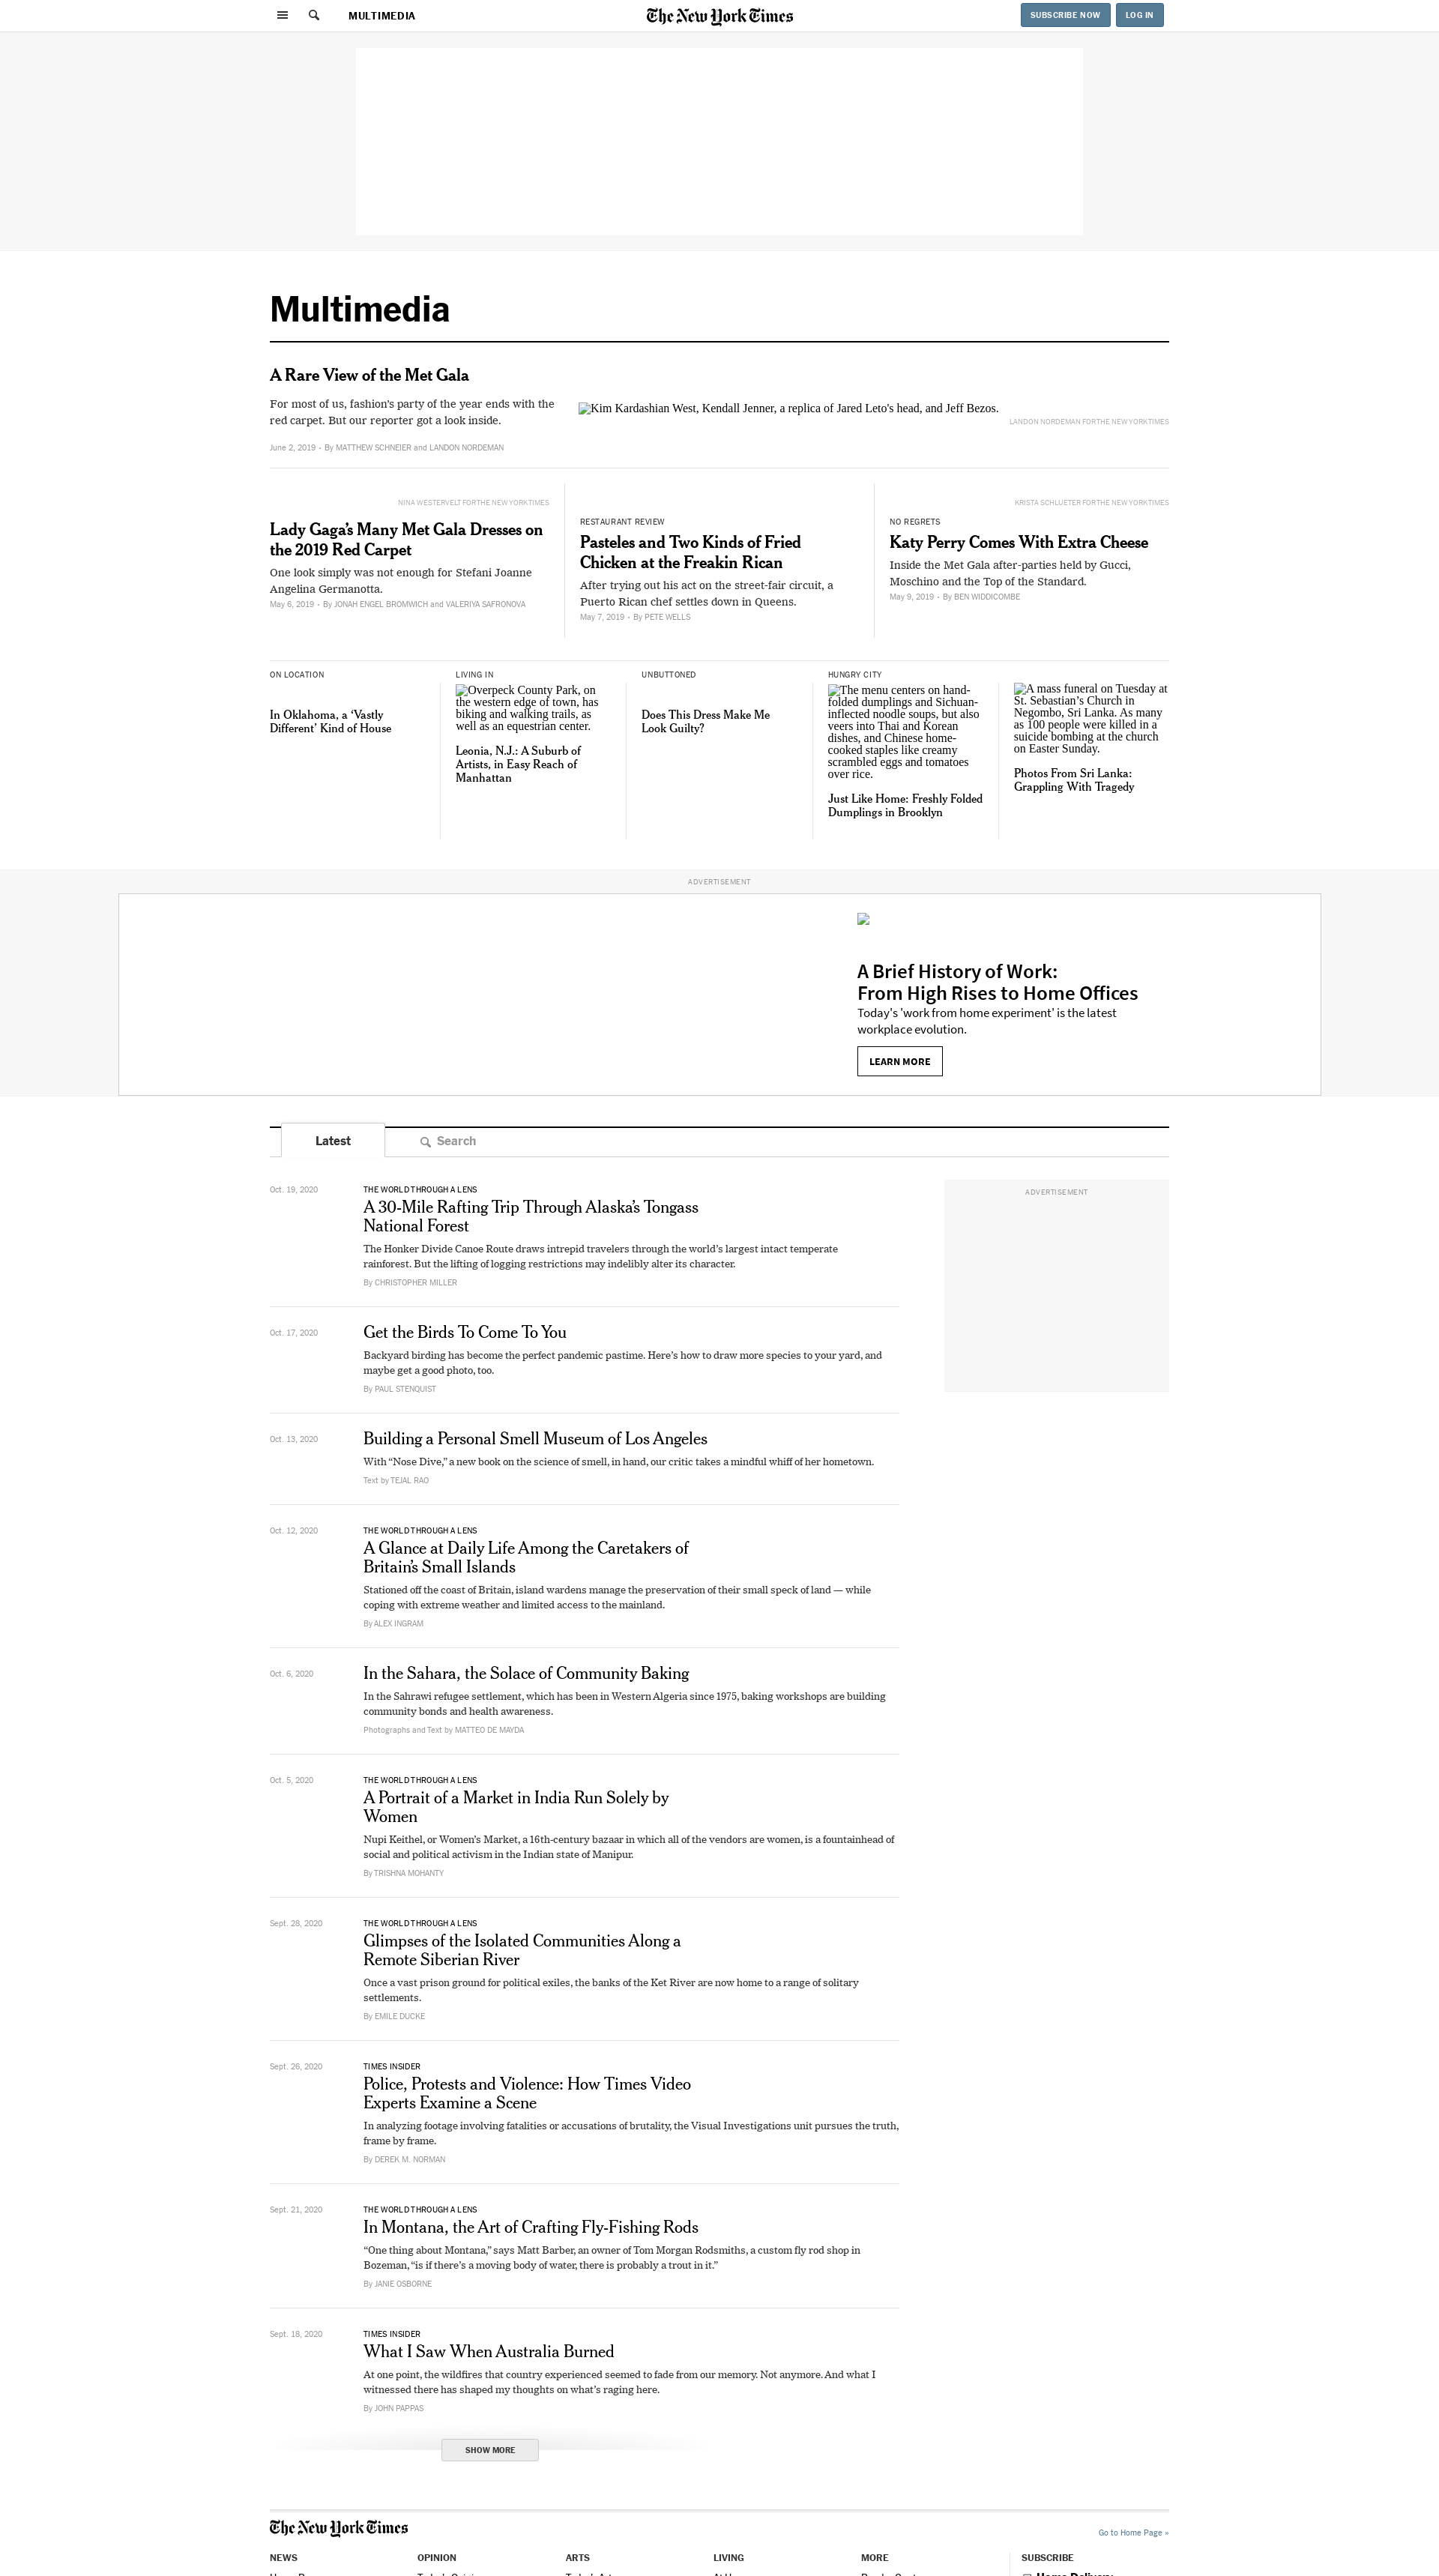 MULTIMEDIA
The New York Times
SUBSCRIBE NOW
LOG IN
Multimedia
A Rare View of the Met Gala
For most of us, fashion's party of the year ends with the
red carpet. But our reporter got a look inside.
June 2, 2019 • By MATTHEW SCHNEIER and LANDON NORDEMAN
Kim Kardashian West, Kendall Jenner, a replica of Jared Leto's head, and Jeff Bezos.
LANDON NORDEMAN FOR THE NEW YORK TIMES
NINA WESTERVELT FOR THE NEW YORK TIMES
Lady Gaga's Many Met Gala Dresses on
the 2019 Red Carpet
One look simply was not enough for Stefani Joanne
Angelina Germanotta.
May 6, 2019 • By JONAH ENGEL BROMWICH and VALERIYA SAFRONOVA
RESTAURANT REVIEW
Pasteles and Two Kinds of Fried
Chicken at the Freakin Rican
After trying out his act on the street-fair circuit, a
Puerto Rican chef settles down in Queens.
May 7, 2019 • By PETE WELLS
KRISTA SCHLUETER FOR THE NEW YORK TIMES
NO REGRETS
Katy Perry Comes With Extra Cheese
Inside the Met Gala after-parties held by Gucci,
Moschino and the Top of the Standard.
May 9, 2019 • By BEN WIDDICOMBE
ON LOCATION
In Oklahoma, a ‘Vastly
Different’ Kind of House
LIVING IN
Overpeck County Park, on
the western edge of town, has
biking and walking trails, as
well as an equestrian center.
Leonia, N.J.: A Suburb of
Artists, in Easy Reach of
Manhattan
UNBUTTONED
Does This Dress Make Me
Look Guilty?
HUNGRY CITY
The menu centers on hand-
folded dumplings and Sichuan-
inflected noodle soups, but also
veers into Thai and Korean
dishes, and Chinese home-
cooked staples like creamy
scrambled eggs and tomatoes
over rice.
Just Like Home: Freshly Folded
Dumplings in Brooklyn
A mass funeral on Tuesday at
St. Sebastian’s Church in
Negombo, Sri Lanka. As many
as 100 people were killed in a
suicide bombing at the church
on Easter Sunday.
Photos From Sri Lanka:
Grappling With Tragedy
ADVERTISEMENT
A Brief History of Work:
From High Rises to Home Offices
Today's 'work from home experiment' is the latest
workplace evolution.
LEARN MORE
Latest
Search
ADVERTISEMENT
Oct. 19, 2020
THE WORLD THROUGH A LENS
A 30-Mile Rafting Trip Through Alaska’s Tongass
National Forest
The Honker Divide Canoe Route draws intrepid travelers through the world’s largest intact temperate
rainforest. But the lifting of logging restrictions may indelibly alter its character.
By CHRISTOPHER MILLER
Oct. 17, 2020
Get the Birds To Come To You
Backyard birding has become the perfect pandemic pastime. Here’s how to draw more species to your yard, and
maybe get a good photo, too.
By PAUL STENQUIST
Oct. 13, 2020
Building a Personal Smell Museum of Los Angeles
With “Nose Dive,” a new book on the science of smell, in hand, our critic takes a mindful whiff of her hometown.
Text by TEJAL RAO
Oct. 12, 2020
THE WORLD THROUGH A LENS
A Glance at Daily Life Among the Caretakers of
Britain’s Small Islands
Stationed off the coast of Britain, island wardens manage the preservation of their small speck of land — while
coping with extreme weather and limited access to the mainland.
By ALEX INGRAM
Oct. 6, 2020
In the Sahara, the Solace of Community Baking
In the Sahrawi refugee settlement, which has been in Western Algeria since 1975, baking workshops are building
community bonds and health awareness.
Photographs and Text by MATTEO DE MAYDA
Oct. 5, 2020
THE WORLD THROUGH A LENS
A Portrait of a Market in India Run Solely by
Women
Nupi Keithel, or Women’s Market, a 16th-century bazaar in which all of the vendors are women, is a fountainhead of
social and political activism in the Indian state of Manipur.
By TRISHNA MOHANTY
Sept. 28, 2020
THE WORLD THROUGH A LENS
Glimpses of the Isolated Communities Along a
Remote Siberian River
Once a vast prison ground for political exiles, the banks of the Ket River are now home to a range of solitary
settlements.
By EMILE DUCKE
Sept. 26, 2020
TIMES INSIDER
Police, Protests and Violence: How Times Video
Experts Examine a Scene
In analyzing footage involving fatalities or accusations of brutality, the Visual Investigations unit pursues the truth,
frame by frame.
By DEREK M. NORMAN
Sept. 21, 2020
THE WORLD THROUGH A LENS
In Montana, the Art of Crafting Fly-Fishing Rods
“One thing about Montana,” says Matt Barber, an owner of Tom Morgan Rodsmiths, a custom fly rod shop in
Bozeman, “is if there’s a moving body of water, there is probably a trout in it.”
By JANIE OSBORNE
Sept. 18, 2020
TIMES INSIDER
What I Saw When Australia Burned
At one point, the wildfires that country experienced seemed to fade from our memory. Not anymore. And what I
witnessed there has shaped my thoughts on what’s raging here.
By JOHN PAPPAS
SHOW MORE
The New York Times
Go to Home Page »
NEWS
OPINION
ARTS
LIVING
MORE
SUBSCRIBE